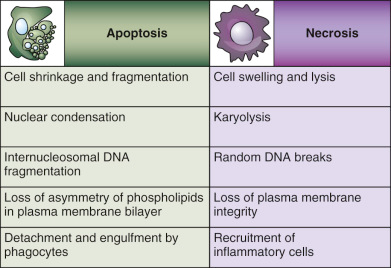 Apoptosis
Necrosis
Cell shrinkage and fragmentation
Cell swelling and lysis
Nuclear condensation
Karyolysis
Internucleosomal DNA
fragmentation
Random DNA breaks
Loss of asymmetry of phospholipids
in plasma membrane bilayer
Loss of plasma membrane
integrity
Detachment and engulfment by
phagocytes
Recruitment of
inflammatory cells